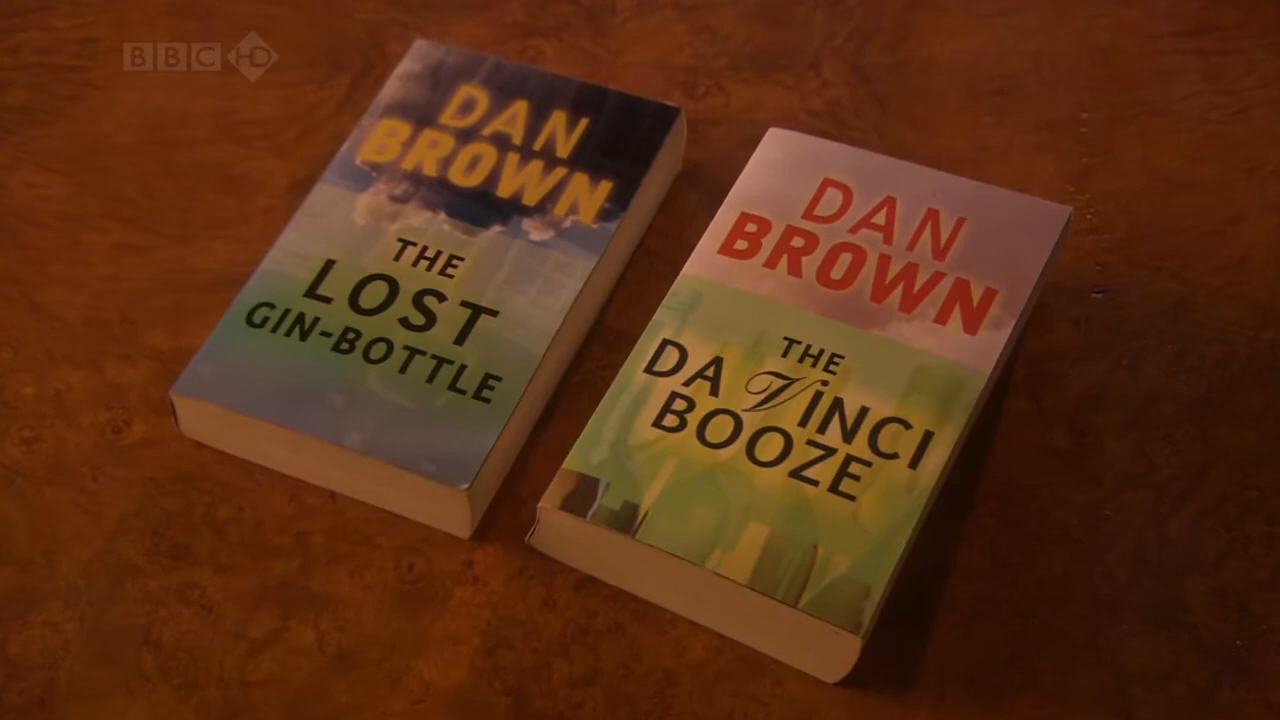 BBC HD
DAN
BROWN
THE
LOST
GIN-BOTTLE
DAN
BROWN
THE
DA VINCI
BOOZE